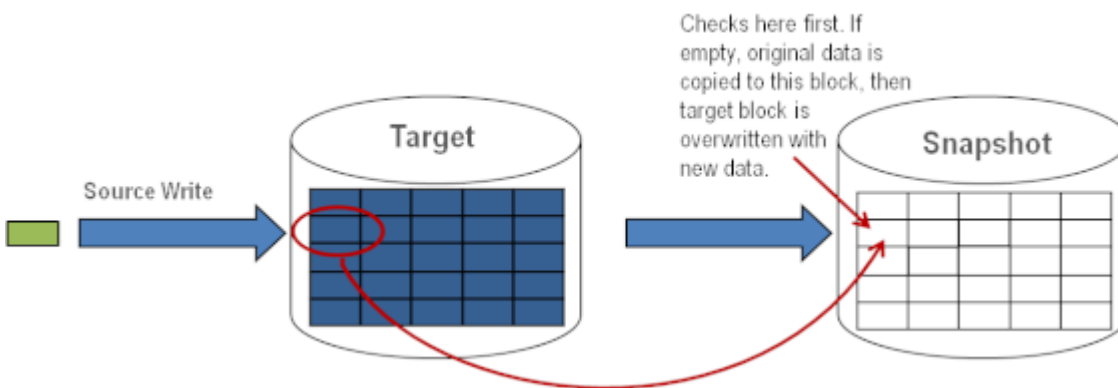 Checks here first. If
empty, original data is
copied to this block, then
target block is
overwritten with
new data.
Target
Snapshot
Source Write